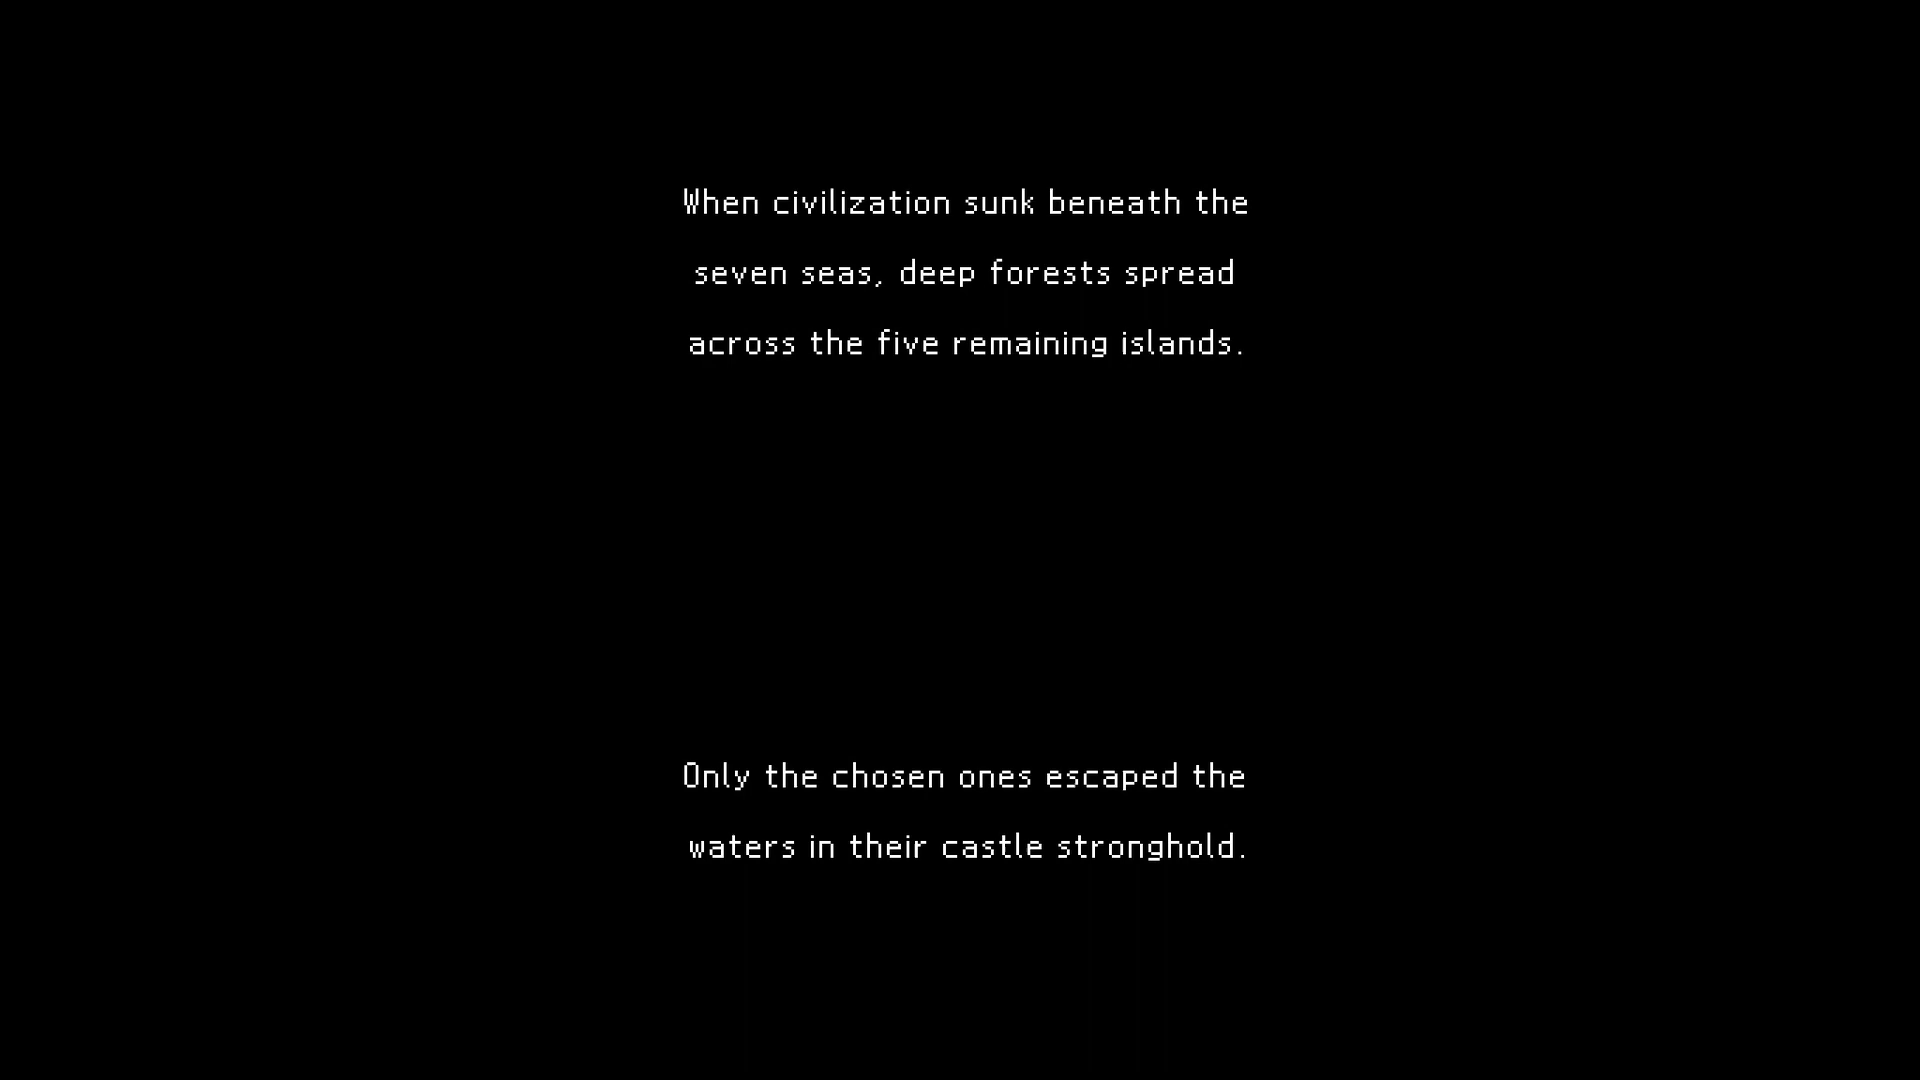 When civilization sunk beneath the
seven seas, deep forests spread
across the five remaining islands.
Only the chosen ones escaped the
waters in their castle stronghold.